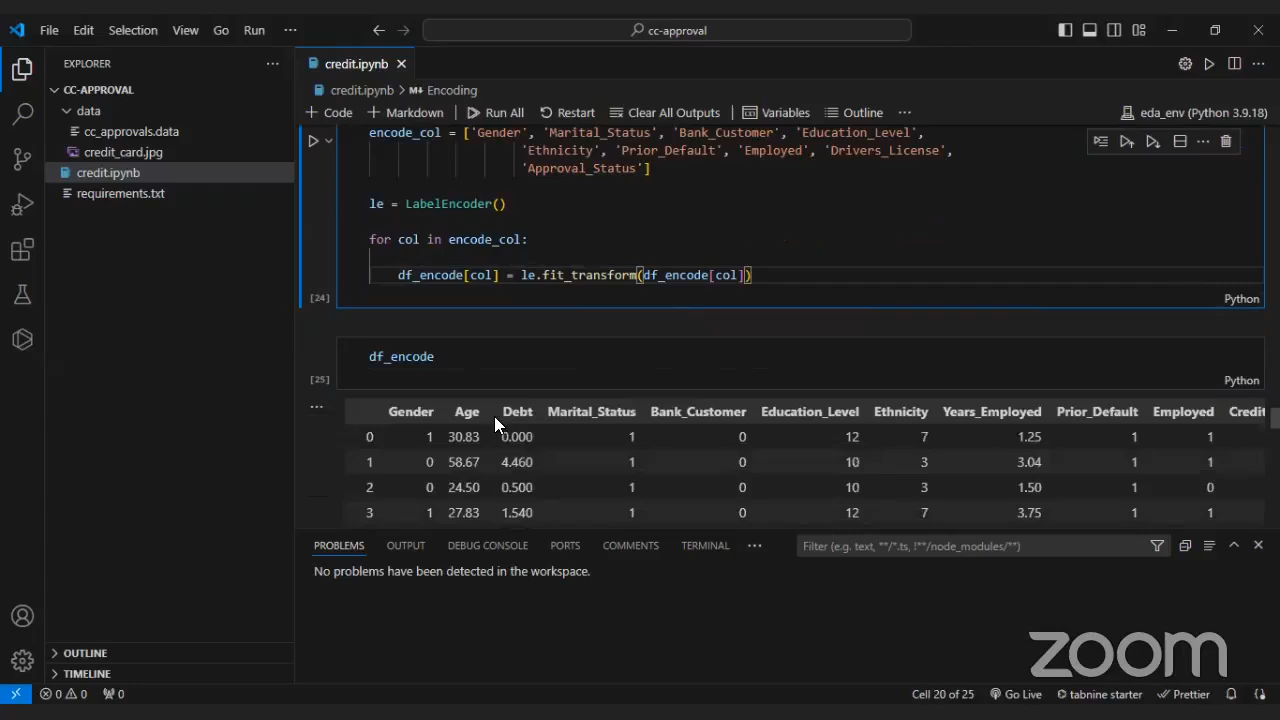 File Edit Selection View Go Run ... cc-approval
EXPLORER ...
CC-APPROVAL
data
cc_approvals.data
credit_card.jpg
credit.ipynb
requirements.txt
OUTLINE
TIMELINE
credit.ipynb
credit.ipynb > M↓ Encoding
+ Code + Markdown Run All Restart Clear All Outputs Variables Outline ... eda_env (Python 3.9.18)
encode_col = ['Gender', 'Marital_Status', 'Bank_Customer', 'Education_Level',
'Ethnicity', 'Prior_Default', 'Employed', 'Drivers_License',
'Approval_Status']
le = LabelEncoder()
for col in encode_col:
df_encode[col] = le.fit_transform(df_encode[col])
[24] Python
df_encode
[25] Python
Gender Age Debt Marital_Status Bank_Customer Education_Level Ethnicity Years_Employed Prior_Default Employed Credit
0 1 30.83 0.000 1 0 12 7 1.25 1 1
1 0 58.67 4.460 1 0 10 3 3.04 1 1
2 0 24.50 0.500 1 0 10 3 1.50 1 0
3 1 27.83 1.540 1 0 12 7 3.75 1 1
PROBLEMS OUTPUT DEBUG CONSOLE PORTS COMMENTS TERMINAL ... Filter (e.g. text, **/*.ts, !**/node_modules/**)
No problems have been detected in the workspace.
zoom
0 0 0 Cell 20 of 25 Go Live tabnine starter Prettier